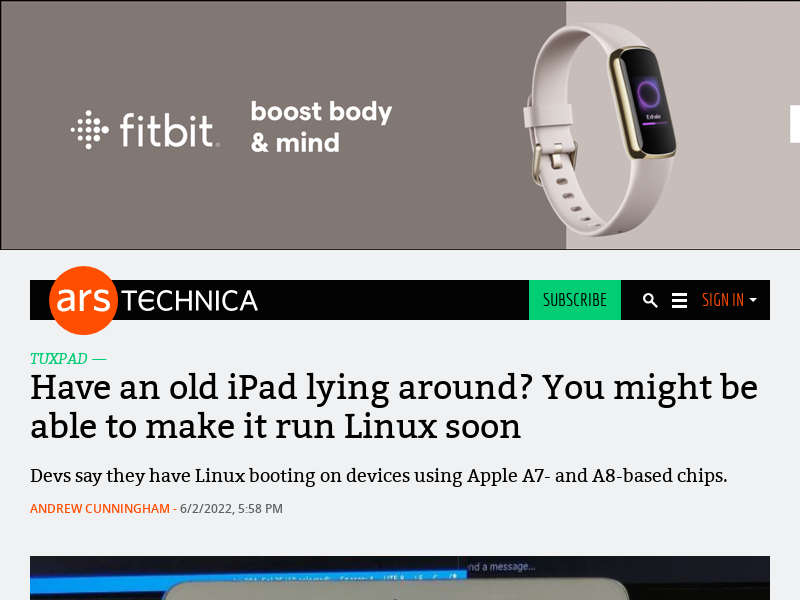 fitbit
boost body
& mind
Exhale
ars TECHNICA
SUBSCRIBE
SIGN IN
TUXPAD —
Have an old iPad lying around? You might be
able to make it run Linux soon
Devs say they have Linux booting on devices using Apple A7- and A8-based chips.
ANDREW CUNNINGHAM - 6/2/2022, 5:58 PM
nd a message...